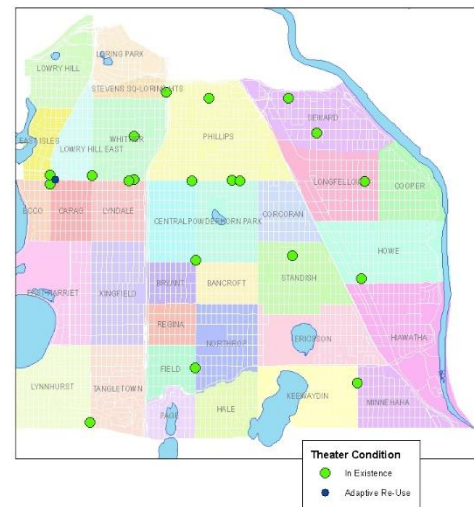 LORING PARK
LOWRY HILL
STEVENS SQ-LORING HTS
SEWARD
EAST ISLES
WHITTIER
LOWRY HILL EAST
PHILLIPS
LONGFELLOW
COOPER
ECCO
CARAG
LYNDALE
CENTRAL
POWDERHORN PARK
CORCORAN
HOWE
EAST HARRIET
KINGFIELD
BRYANT
BANCROFT
STANDISH
REGINA
NORTHROP
ERICSSON
HIAWATHA
FIELD
LYNNHURST
TANGLETOWN
PAGE
HALE
KEEWAYDIN
MINNEHAHA
Theater Condition
In Existence
Adaptive Re-Use